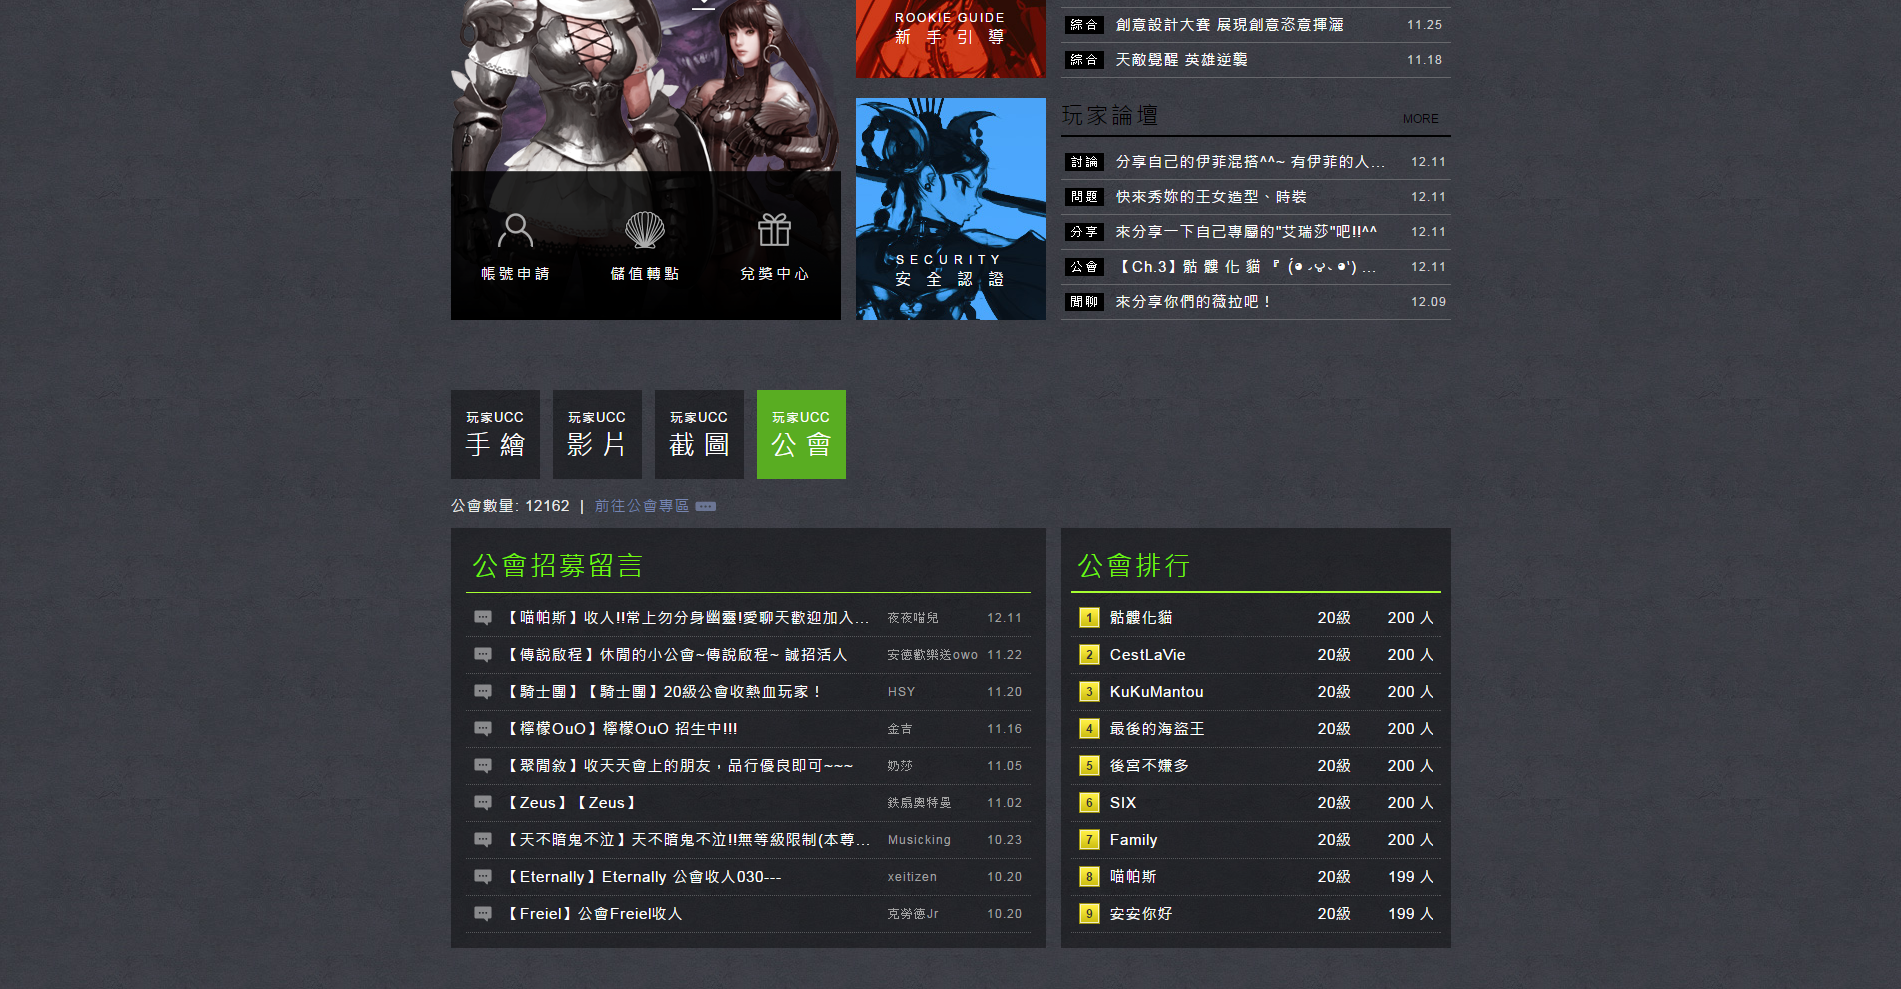 ROOKIE GUIDE
新手引導
綜合 創意設計大賽 展現創意恣意揮灑 11.25
綜合 天敵覺醒 英雄逆襲 11.18
玩家論壇 MORE
討論 分享自己的伊菲混搭^^~ 有伊菲的人... 12.11
問題 快來秀妳的王女造型、時裝 12.11
分享 來分享一下自己專屬的"艾瑞莎"吧!!^^ 12.11
公會 【Ch.3】骷 髏 化 貓 『 ... 12.11
閒聊 來分享你們的薇拉吧！ 12.09
帳號申請 儲值轉點 兌獎中心
SECURITY
安全認證
玩家UCC 玩家UCC 玩家UCC 玩家UCC
手繪 影片 截圖 公會
公會數量: 12162 | 前往公會專區
公會招募留言
【喵帕斯】收人!!常上勿分身幽靈!愛聊天歡迎加入... 夜夜喵兒 12.11
【傳說啟程】休閒的小公會~傳說啟程~ 誠招活人 安德歡樂送owo 11.22
【騎士團】【騎士團】20級公會收熱血玩家！ HSY 11.20
【檸檬OuO】檸檬OuO 招生中!!! 金吉 11.16
【聚閒敘】收天天會上的朋友，品行優良即可~~~ 奶莎 11.05
【Zeus】【Zeus】 鉄扇奧特曼 11.02
【天不暗鬼不泣】天不暗鬼不泣!!無等級限制(本尊... Musicking 10.23
【Eternally】Eternally 公會收人030--- xeitizen 10.20
【Freiel】公會Freiel收人 克勞德Jr 10.20
公會排行
1 骷髏化貓 20級 200 人
2 CestLaVie 20級 200 人
3 KuKuMantou 20級 200 人
4 最後的海盜王 20級 200 人
5 後宮不嫌多 20級 200 人
6 SIX 20級 200 人
7 Family 20級 200 人
8 喵帕斯 20級 199 人
9 安安你好 20級 199 人